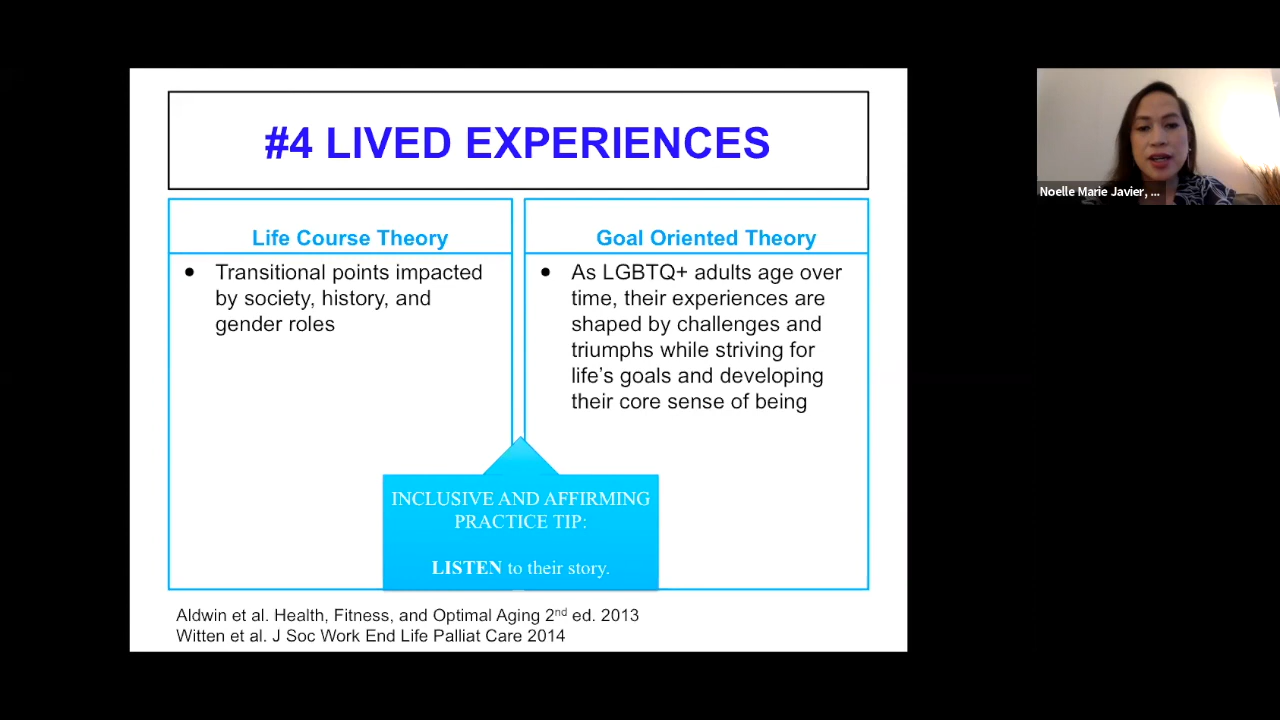 #4 LIVED EXPERIENCES
Life Course Theory
● Transitional points impacted
by society, history, and
gender roles
Goal Oriented Theory
● As LGBTQ+ adults age over
time, their experiences are
shaped by challenges and
triumphs while striving for
life’s goals and developing
their core sense of being
INCLUSIVE AND AFFIRMING
PRACTICE TIP:
LISTEN to their story.
Aldwin et al. Health, Fitness, and Optimal Aging 2nd ed. 2013
Witten et al. J Soc Work End Life Palliat Care 2014
Noelle Marie Javier, ...